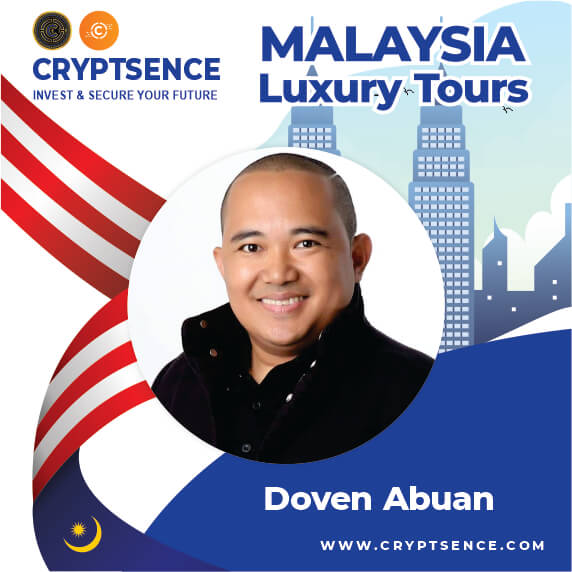 CRYPTSENCE
INVEST & SECURE YOUR FUTURE
MALAYSIA
Luxury Tours
Doven Abuan
WWW.CRYPTSENCE.COM